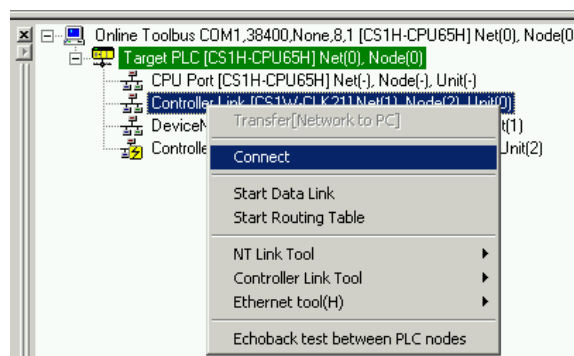 Online Toolbus COM1,38400,None,8,1 [CS1H-CPU65H] Net(0), Node(0
Target PLC [CS1H-CPU65H] Net(0), Node(0)
CPU Port [CS1H-CPU65H] Net(-), Node(-), Unit(-)
Controller Link [CS1W-CLK21] Net(1), Node(2), Unit(0)
Transfer[Network to PC]
DeviceN t(1)
Connect
Controlle Unit(2)
Start Data Link
Start Routing Table
NT Link Tool
Controller Link Tool
Ethernet tool(H)
Echoback test between PLC nodes